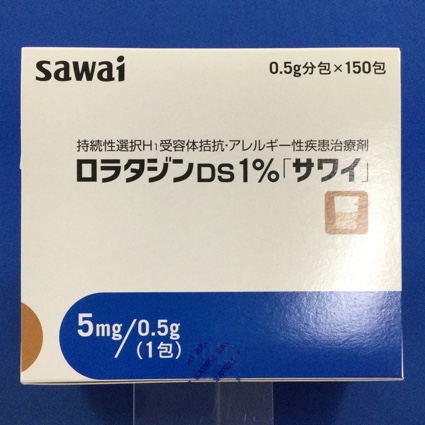 sawai
0.5g分包×150包
持続性選択H1受容体拮抗・アレルギー性疾患治療剤
ロラタジンDS1%「サワイ」
5mg/0.5g
(1包)